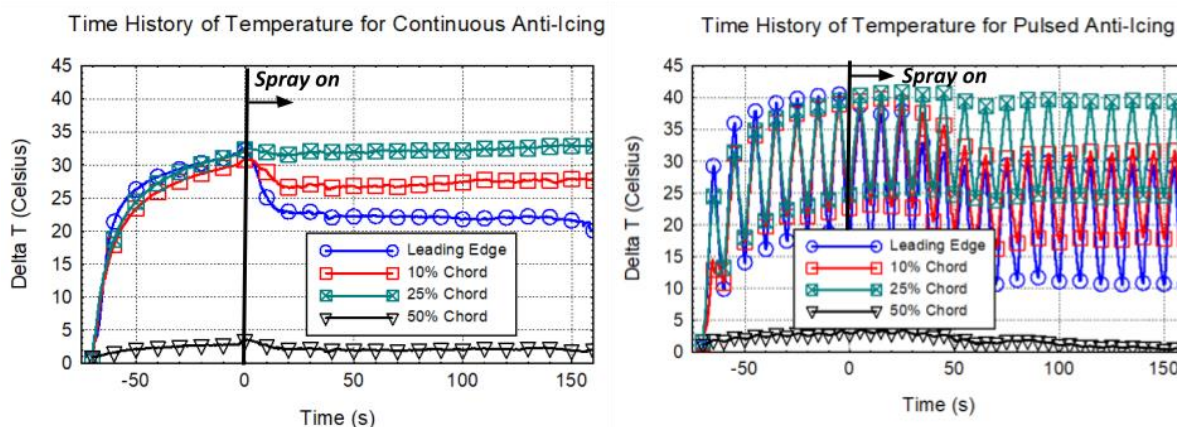 Time History of Temperature for Continuous Anti-Icing
45
40
35
30
25
20
15
10
5
0
Delta T (Celsius)
Spray on
Leading Edge
10% Chord
25% Chord
50% Chord
-50 0 50 100 150
Time (s)
Time History of Temperature for Pulsed Anti-Icing
45
40
35
30
25
20
15
10
5
0
Delta T (Celsius)
Spray on
Leading Edge
10% Chord
25% Chord
50% Chord
-50 0 50 100 150
Time (s)